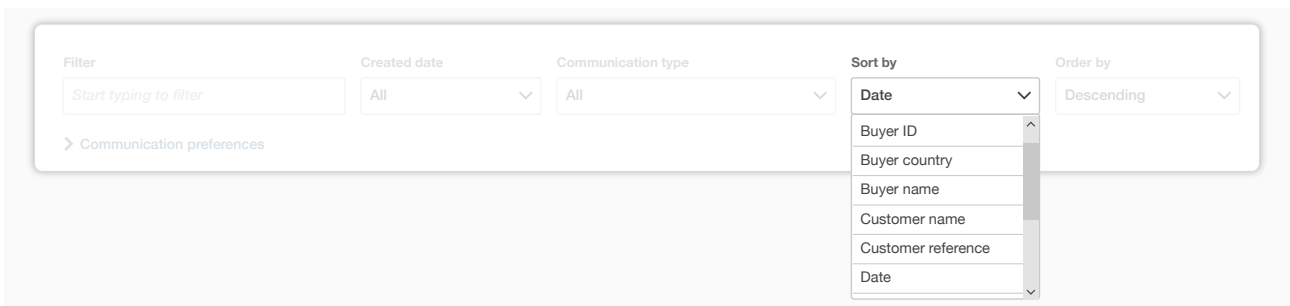 Filter
Created date
Communication type
Sort by
Order by
Start typing to filter
All
All
Date
Descending
Communication preferences
Buyer ID
Buyer country
Buyer name
Customer name
Customer reference
Date